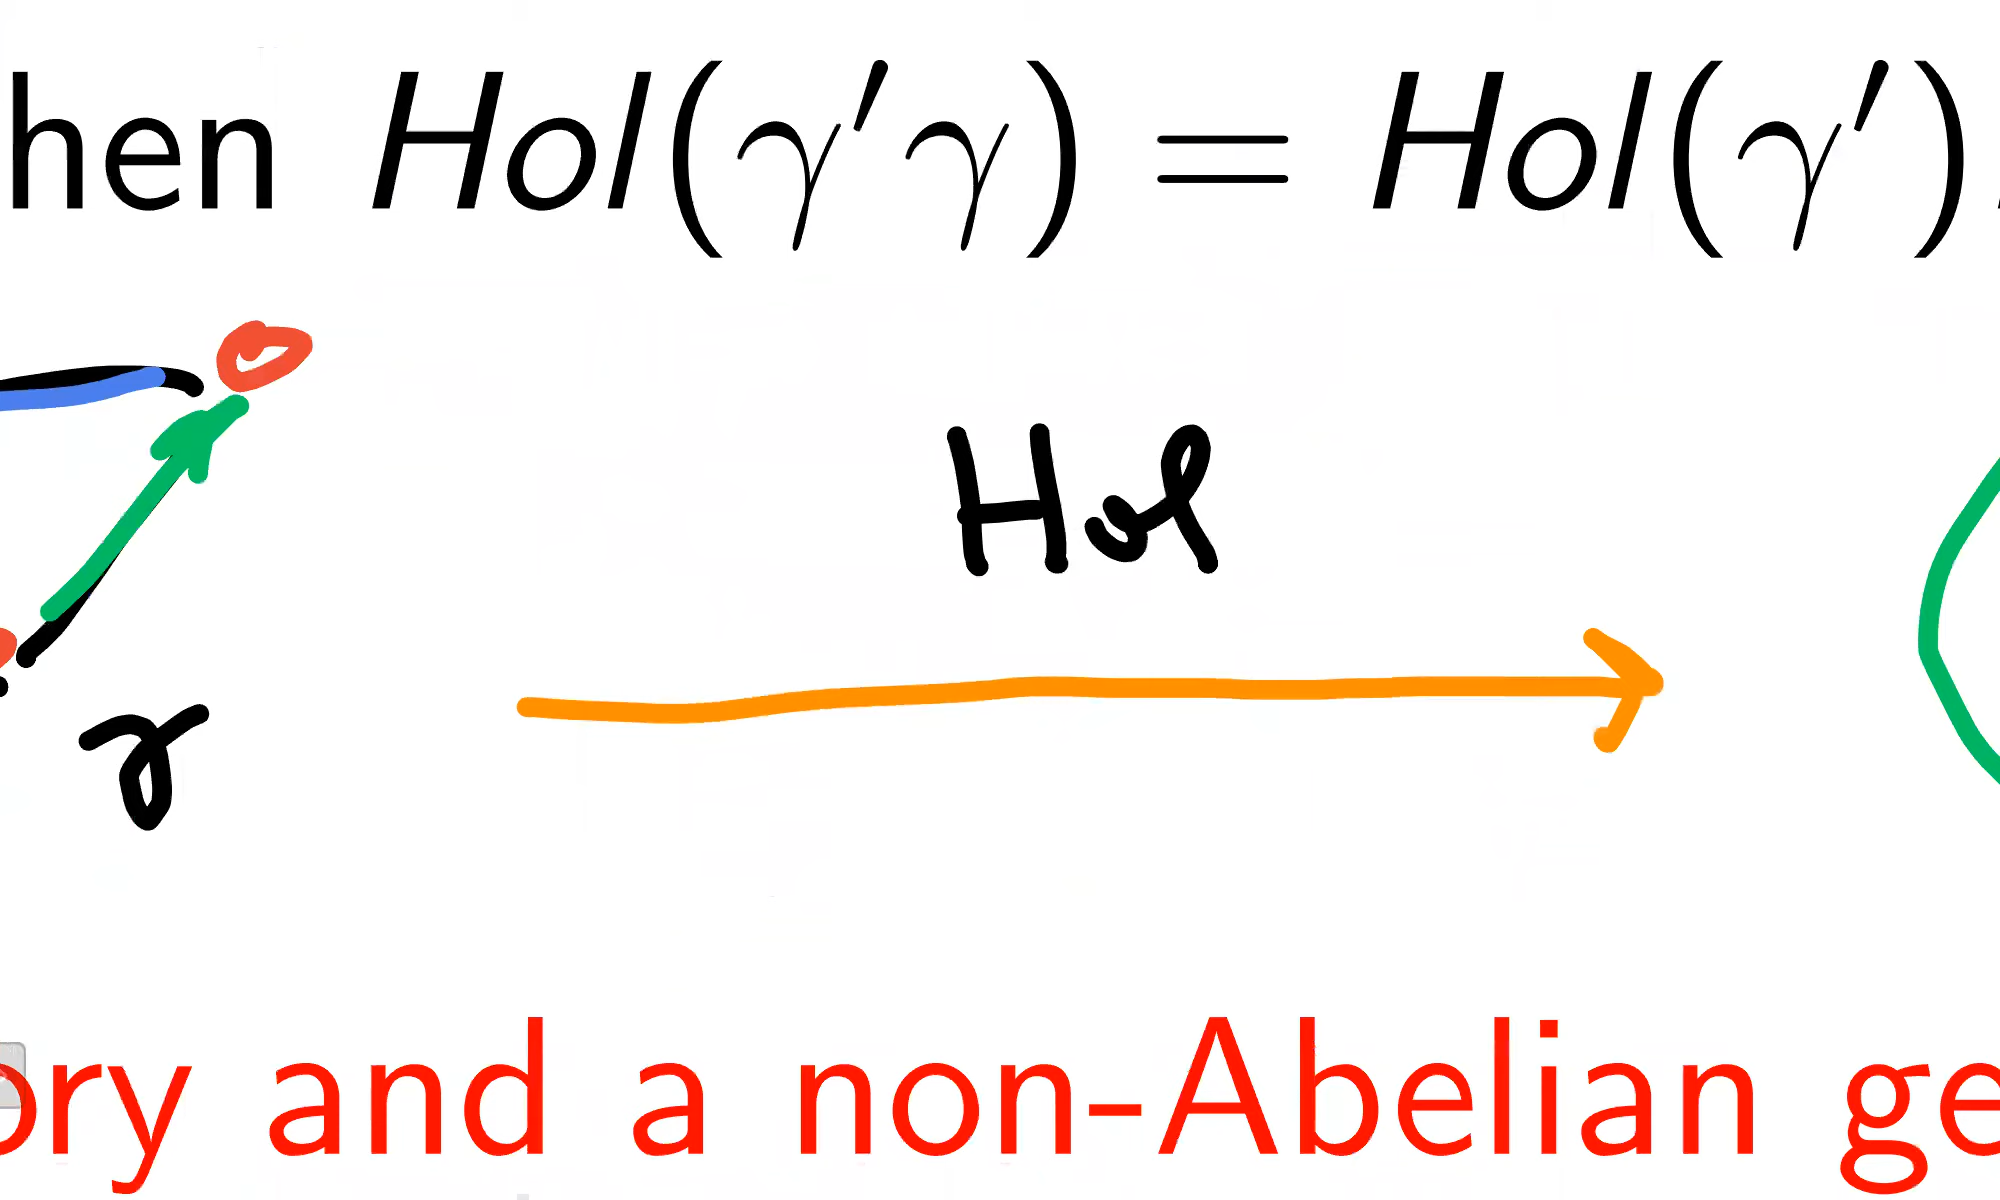 hen Hol(γ′γ) = Hol(γ′)
Hol
γ
ory and a non-Abelian ge